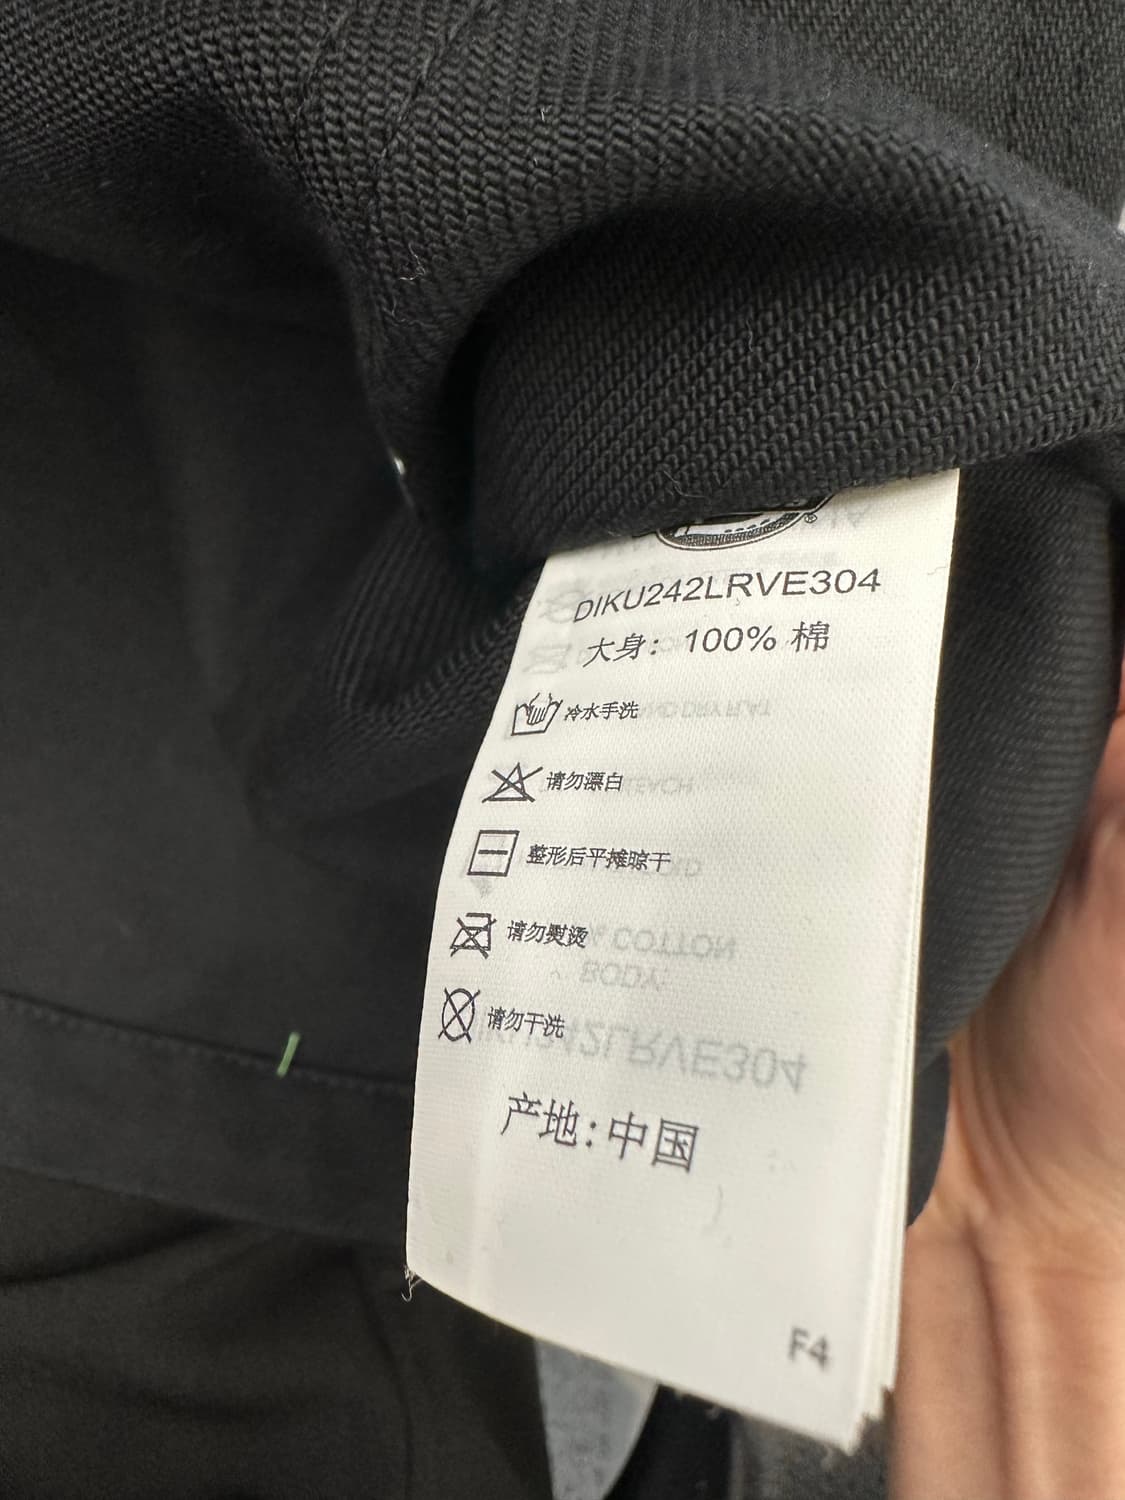 DIKU242LRVE304
大身: 100% 棉
冷水手洗
请勿漂白
整形后平摊晾干
请勿熨烫
请勿干洗
产地:中国
F4